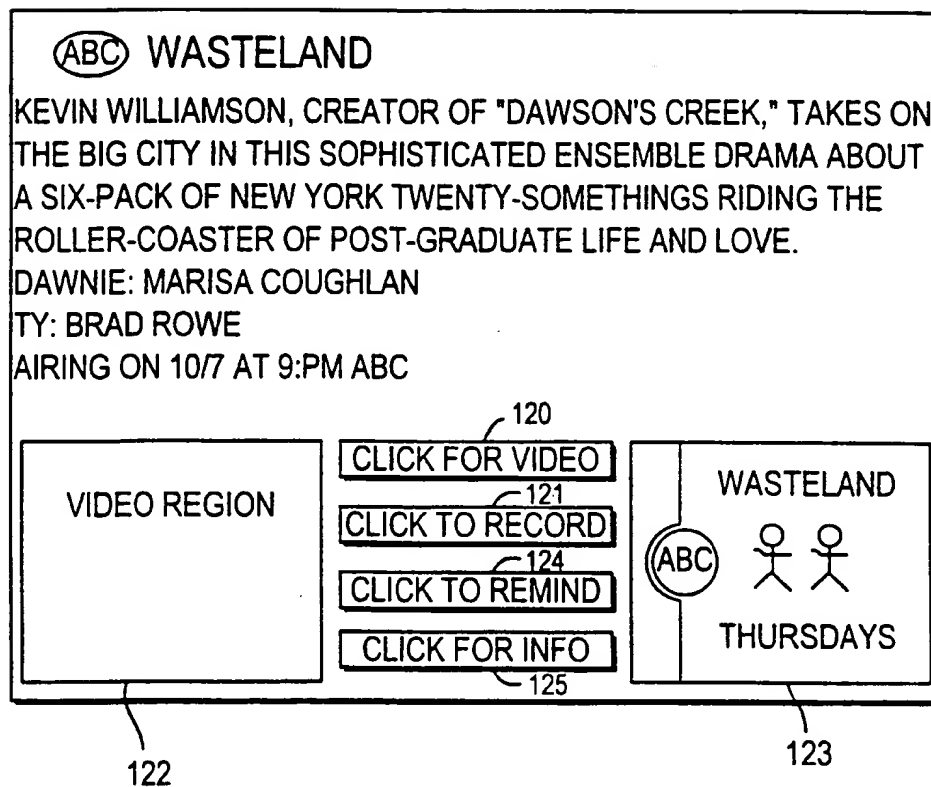 ABC WASTELAND
KEVIN WILLIAMSON, CREATOR OF "DAWSON'S CREEK," TAKES ON
THE BIG CITY IN THIS SOPHISTICATED ENSEMBLE DRAMA ABOUT
A SIX-PACK OF NEW YORK TWENTY-SOMETHINGS RIDING THE
ROLLER-COASTER OF POST-GRADUATE LIFE AND LOVE.
DAWNIE: MARISA COUGHLAN
TY: BRAD ROWE
AIRING ON 10/7 AT 9:PM ABC
VIDEO REGION
122
120
CLICK FOR VIDEO
121
CLICK TO RECORD
124
CLICK TO REMIND
CLICK FOR INFO
125
WASTELAND
ABC
THURSDAYS
123